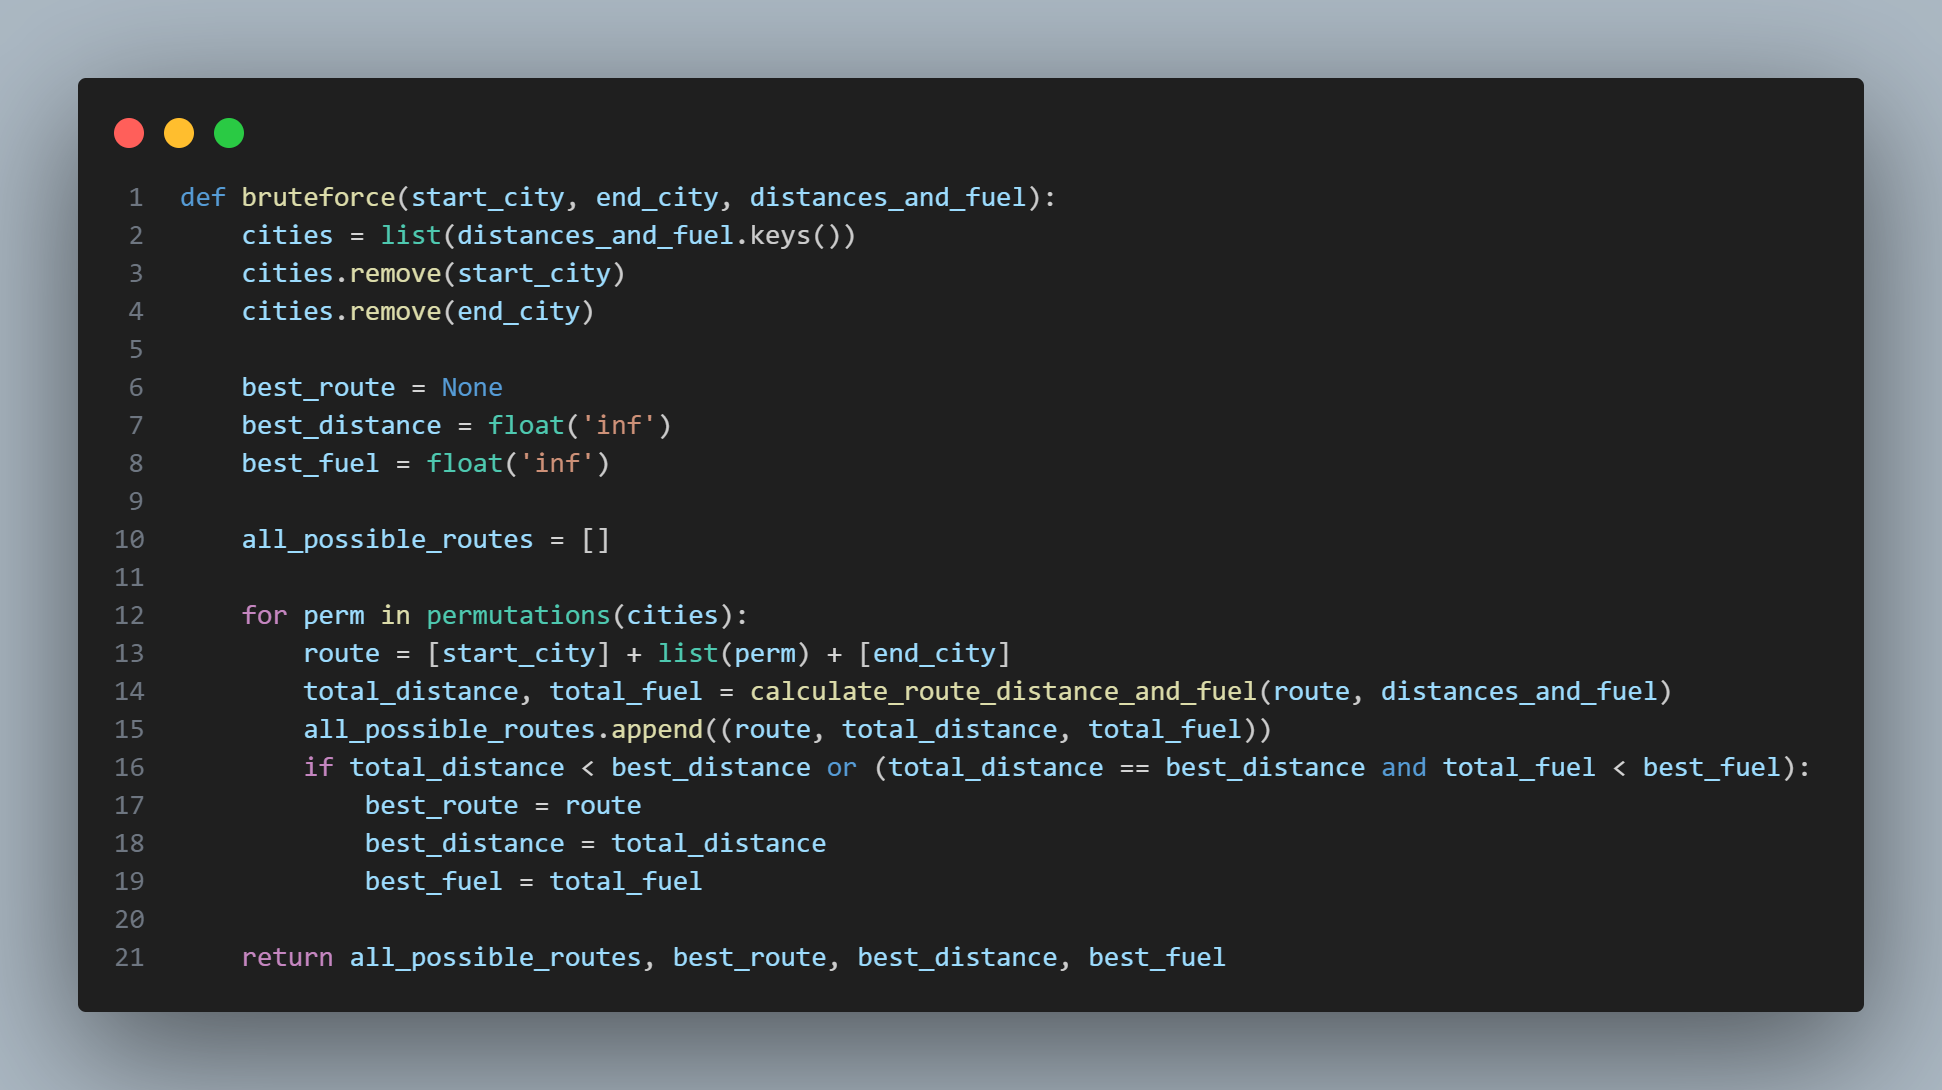 1 def bruteforce(start_city, end_city, distances_and_fuel):
2     cities = list(distances_and_fuel.keys())
3     cities.remove(start_city)
4     cities.remove(end_city)
5
6     best_route = None
7     best_distance = float('inf')
8     best_fuel = float('inf')
9
10     all_possible_routes = []
11
12     for perm in permutations(cities):
13         route = [start_city] + list(perm) + [end_city]
14         total_distance, total_fuel = calculate_route_distance_and_fuel(route, distances_and_fuel)
15         all_possible_routes.append((route, total_distance, total_fuel))
16         if total_distance < best_distance or (total_distance == best_distance and total_fuel < best_fuel):
17             best_route = route
18             best_distance = total_distance
19             best_fuel = total_fuel
20
21     return all_possible_routes, best_route, best_distance, best_fuel